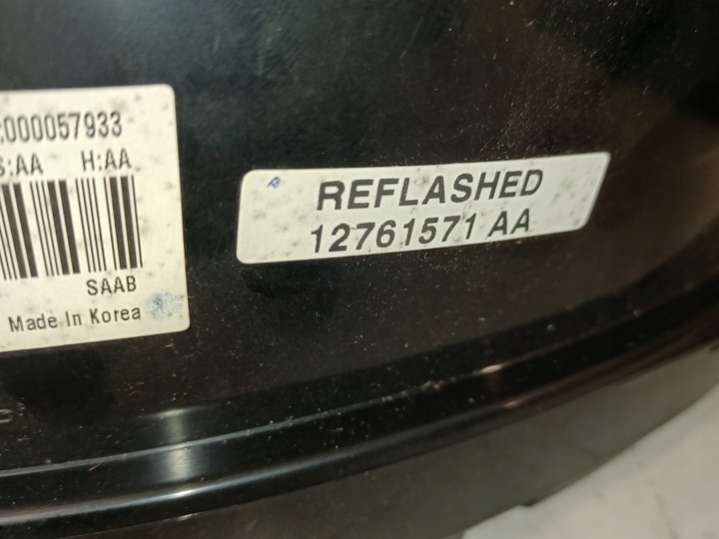 :000057933
S:AA H:AA
SAAB
Made In Korea
REFLASHED
12761571 AA